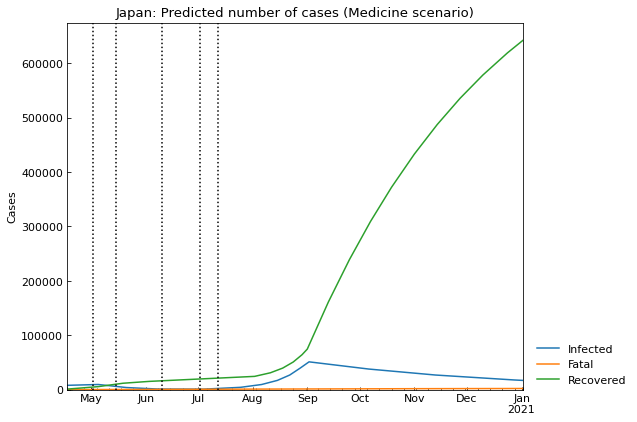 Japan: Predicted number of cases (Medicine scenario)
Cases
600000
500000
400000
300000
200000
100000
0
May Jun Jul Aug Sep Oct Nov Dec Jan
2021
Infected
Fatal
Recovered